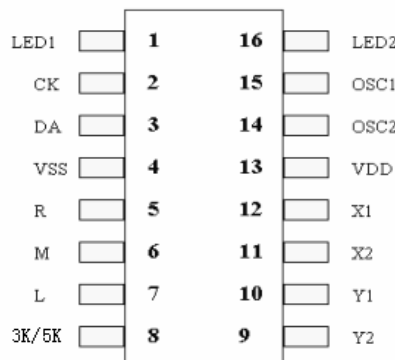 LED1 1 16 LED2
CK 2 15 OSC1
DA 3 14 OSC2
VSS 4 13 VDD
R 5 12 X1
M 6 11 X2
L 7 10 Y1
3K/5K 8 9 Y2